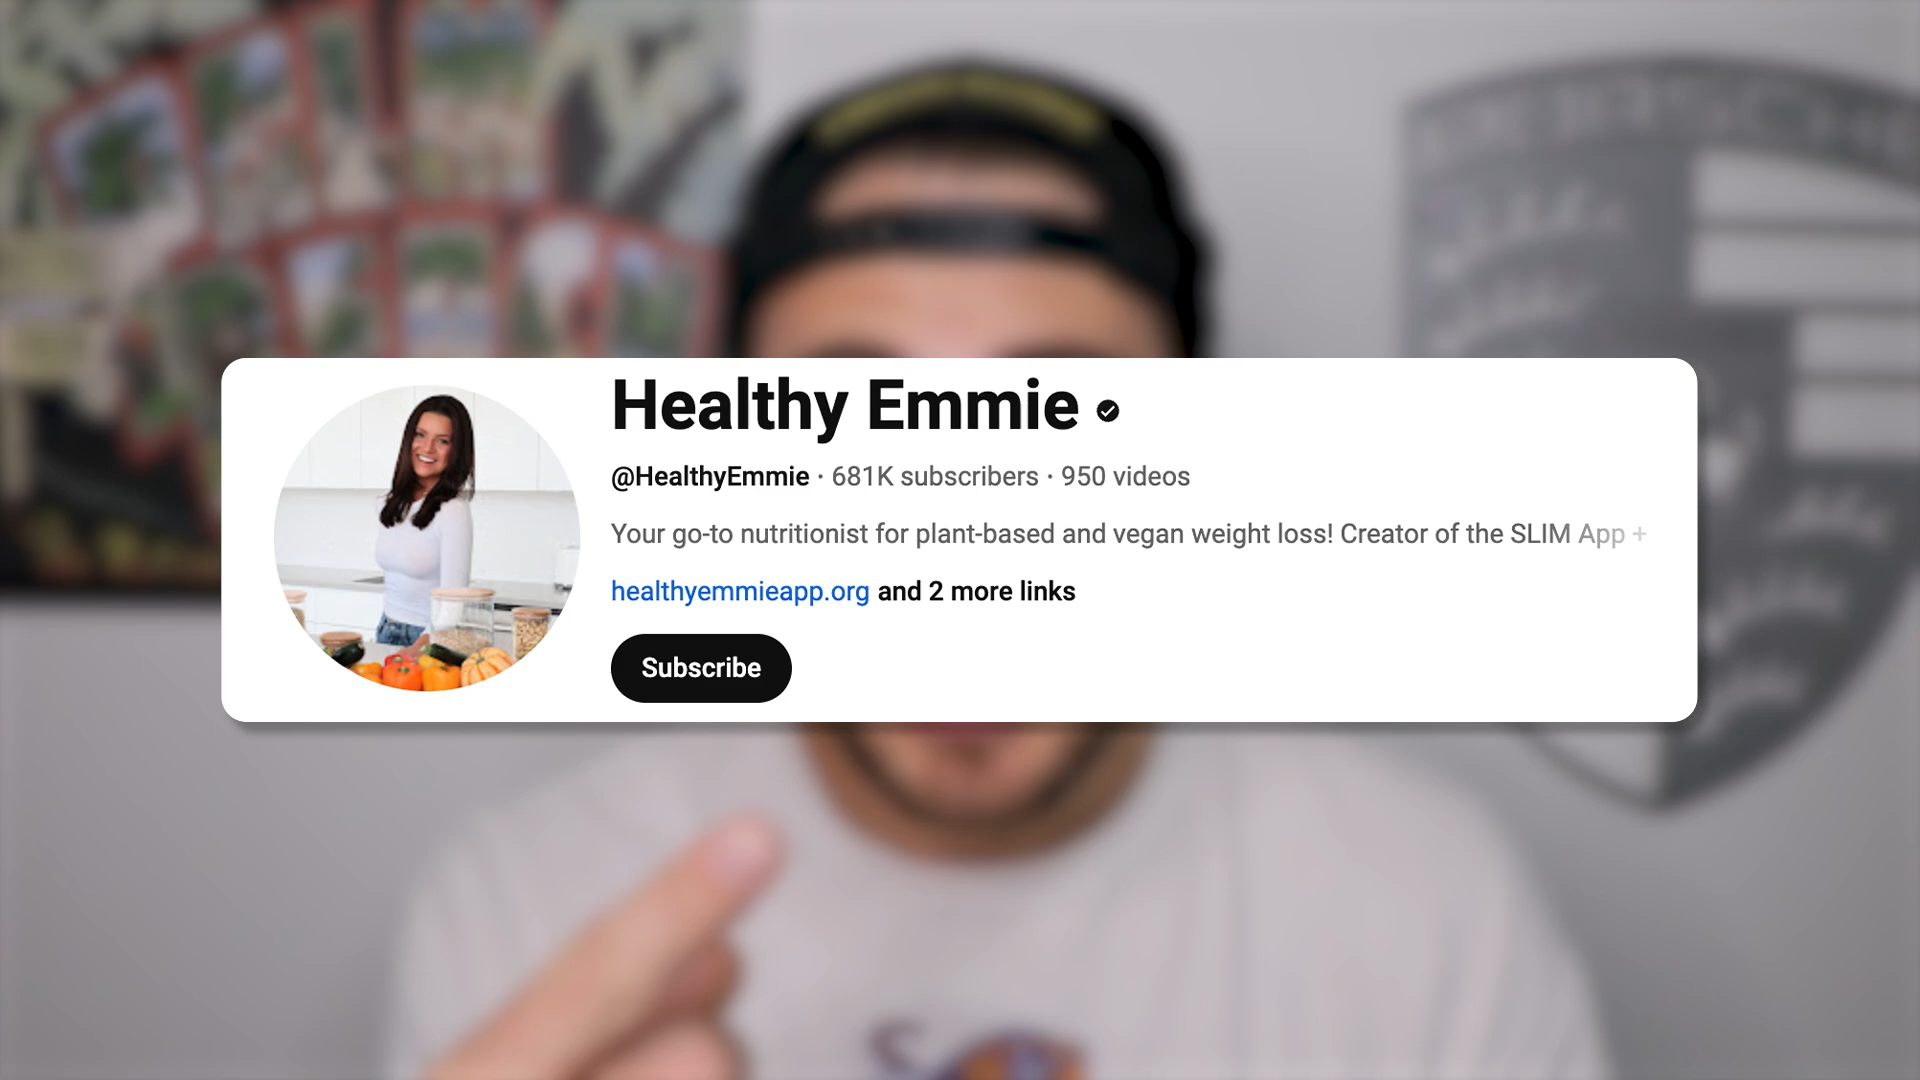 Healthy Emmie
@HealthyEmmie · 681K subscribers · 950 videos
Your go-to nutritionist for plant-based and vegan weight loss! Creator of the SLIM App +
healthyemmieapp.org and 2 more links
Subscribe